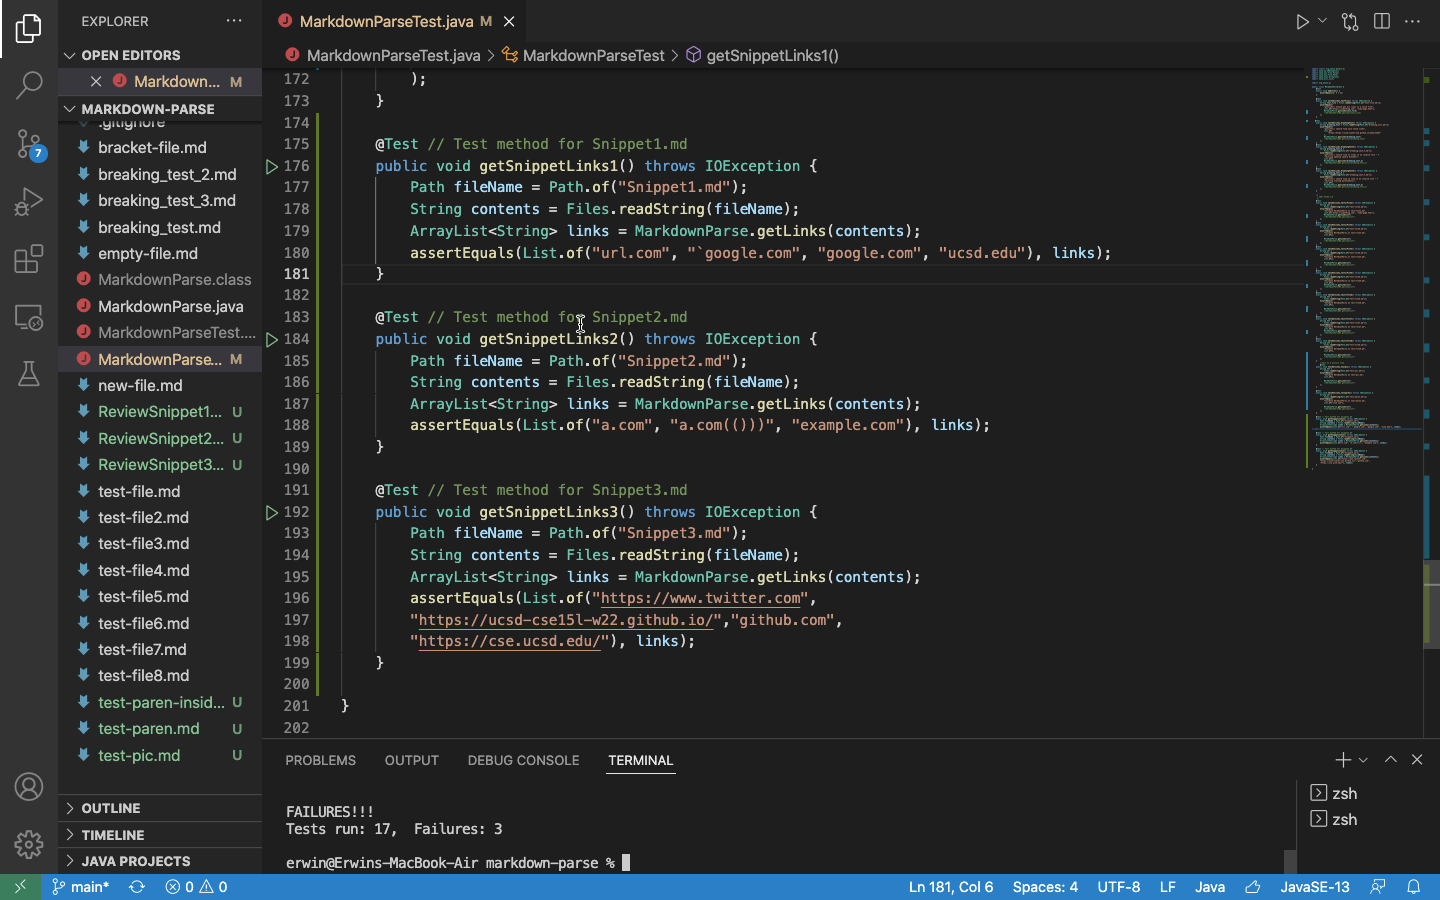 EXPLORER
OPEN EDITORS
Markdown... M
MARKDOWN-PARSE
.gitignore
bracket-file.md
breaking_test_2.md
breaking_test_3.md
breaking_test.md
empty-file.md
MarkdownParse.class
MarkdownParse.java
MarkdownParseTest....
MarkdownParse... M
new-file.md
ReviewSnippet1... U
ReviewSnippet2... U
ReviewSnippet3... U
test-file.md
test-file2.md
test-file3.md
test-file4.md
test-file5.md
test-file6.md
test-file7.md
test-file8.md
test-paren-insid... U
test-paren.md U
test-pic.md U
OUTLINE
TIMELINE
JAVA PROJECTS
7
MarkdownParseTest.java M
MarkdownParseTest.java > MarkdownParseTest > getSnippetLinks1()
172 );
173 }
174
175 @Test // Test method for Snippet1.md
176 public void getSnippetLinks1() throws IOException {
177 Path fileName = Path.of("Snippet1.md");
178 String contents = Files.readString(fileName);
179 ArrayList<String> links = MarkdownParse.getLinks(contents);
180 assertEquals(List.of("url.com", "`google.com", "google.com", "ucsd.edu"), links);
181 }
182
183 @Test // Test method for Snippet2.md
184 public void getSnippetLinks2() throws IOException {
185 Path fileName = Path.of("Snippet2.md");
186 String contents = Files.readString(fileName);
187 ArrayList<String> links = MarkdownParse.getLinks(contents);
188 assertEquals(List.of("a.com", "a.com(()))", "example.com"), links);
189 }
190
191 @Test // Test method for Snippet3.md
192 public void getSnippetLinks3() throws IOException {
193 Path fileName = Path.of("Snippet3.md");
194 String contents = Files.readString(fileName);
195 ArrayList<String> links = MarkdownParse.getLinks(contents);
196 assertEquals(List.of("https://www.twitter.com",
197 "https://ucsd-cse15l-w22.github.io/","github.com",
198 "https://cse.ucsd.edu/"), links);
199 }
200
201 }
202
PROBLEMS OUTPUT DEBUG CONSOLE TERMINAL
FAILURES!!!
Tests run: 17,  Failures: 3
erwin@Erwins-MacBook-Air markdown-parse %
zsh
zsh
main* 0 0 Ln 181, Col 6 Spaces: 4 UTF-8 LF Java JavaSE-13